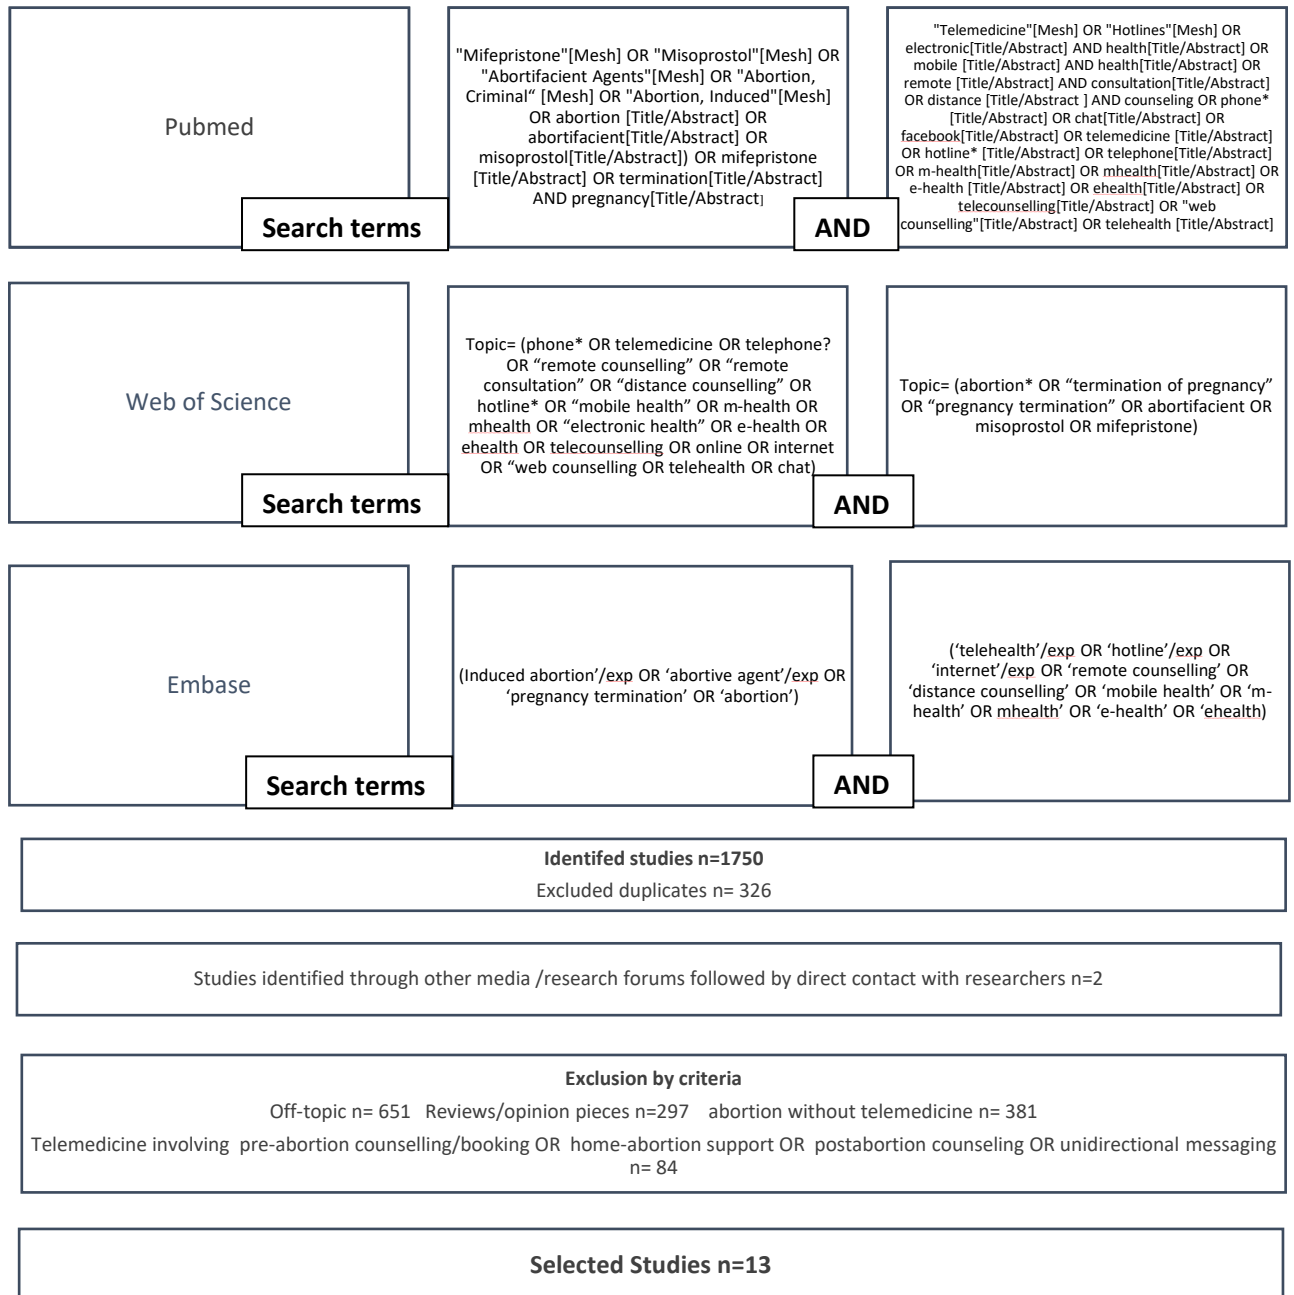 Pubmed
Search terms
"Mifepristone"[Mesh] OR "Misoprostol"[Mesh] OR
"Abortifacient Agents"[Mesh] OR "Abortion,
Criminal“ [Mesh] OR "Abortion, Induced"[Mesh]
OR abortion [Title/Abstract] OR
abortifacient[Title/Abstract] OR
misoprostol[Title/Abstract]) OR mifepristone
[Title/Abstract] OR termination[Title/Abstract]
AND pregnancy[Title/Abstract]
AND
"Telemedicine"[Mesh] OR "Hotlines"[Mesh] OR
electronic[Title/Abstract] AND health[Title/Abstract] OR
mobile [Title/Abstract] AND health[Title/Abstract] OR
remote [Title/Abstract] AND consultation[Title/Abstract]
OR distance [Title/Abstract ] AND counseling OR phone*
[Title/Abstract] OR chat[Title/Abstract] OR
facebook[Title/Abstract] OR telemedicine [Title/Abstract]
OR hotline* [Title/Abstract] OR telephone[Title/Abstract]
OR m-health[Title/Abstract] OR mhealth[Title/Abstract] OR
e-health [Title/Abstract] OR ehealth[Title/Abstract] OR
telecounselling[Title/Abstract] OR "web
counselling"[Title/Abstract] OR telehealth [Title/Abstract]
Web of Science
Search terms
Topic= (phone* OR telemedicine OR telephone?
OR “remote counselling” OR “remote
consultation” OR “distance counselling” OR
hotline* OR “mobile health” OR m-health OR
mhealth OR “electronic health” OR e-health OR
ehealth OR telecounselling OR online OR internet
OR “web counselling OR telehealth OR chat)
AND
Topic= (abortion* OR “termination of pregnancy”
OR “pregnancy termination” OR abortifacient OR
misoprostol OR mifepristone)
Embase
Search terms
(Induced abortion’/exp OR ‘abortive agent’/exp OR
‘pregnancy termination’ OR ‘abortion’)
AND
(‘telehealth’/exp OR ‘hotline’/exp OR
‘internet’/exp OR ‘remote counselling’ OR
‘distance counselling’ OR ‘mobile health’ OR ‘m-
health’ OR mhealth’ OR ‘e-health’ OR ‘ehealth)
Identifed studies n=1750
Excluded duplicates n= 326
Studies identified through other media /research forums followed by direct contact with researchers n=2
Exclusion by criteria
Off-topic n= 651 Reviews/opinion pieces n=297 abortion without telemedicine n= 381
Telemedicine involving pre-abortion counselling/booking OR home-abortion support OR postabortion counseling OR unidirectional messaging
n= 84
Selected Studies n=13